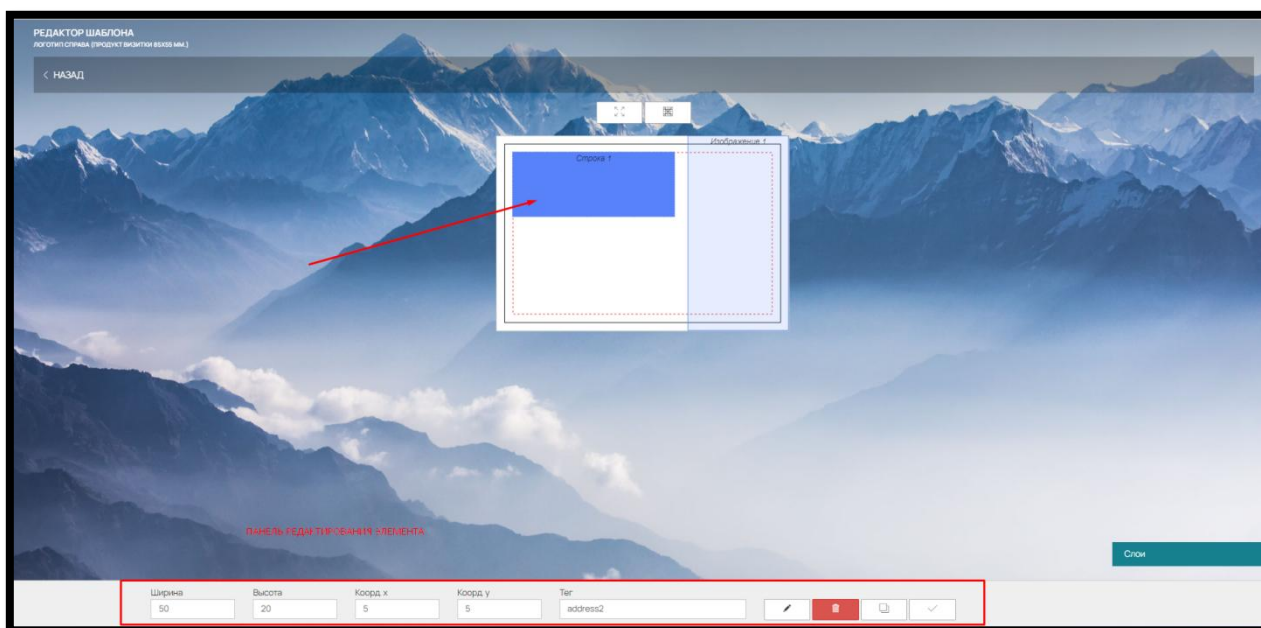 РЕДАКТОР ШАБЛОНА
ЛОГОТИП СПРАВА (ПРОДУКТ ВИЗИТКИ 85X55 ММ.)
< НАЗАД
Изображение 1
Строка 1
ПАНЕЛЬ РЕДАКТИРОВАНИЯ ЭЛЕМЕНТА
Слои
Ширина Высота Коорд. x Коорд. y Тег
50 20 5 5 address2